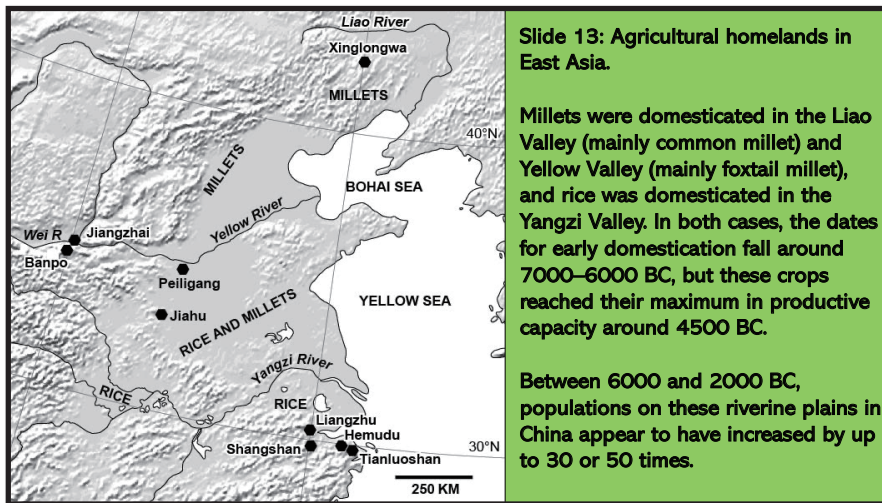 Liao River
Xinglongwa
MILLETS
40°N
MILLETS
BOHAI SEA
Wei R
Jiangzhai
Yellow River
Banpo
Peiligang
YELLOW SEA
Jiahu
RICE AND MILLETS
Yangzi River
RICE
RICE
Liangzhu
Hemudu
Shangshan
Tianluoshan
30°N
250 KM
Slide 13: Agricultural homelands in
East Asia.
Millets were domesticated in the Liao
Valley (mainly common millet) and
Yellow Valley (mainly foxtail millet),
and rice was domesticated in the
Yangzi Valley. In both cases, the dates
for early domestication fall around
7000–6000 BC, but these crops
reached their maximum in productive
capacity around 4500 BC.
Between 6000 and 2000 BC,
populations on these riverine plains in
China appear to have increased by up
to 30 or 50 times.